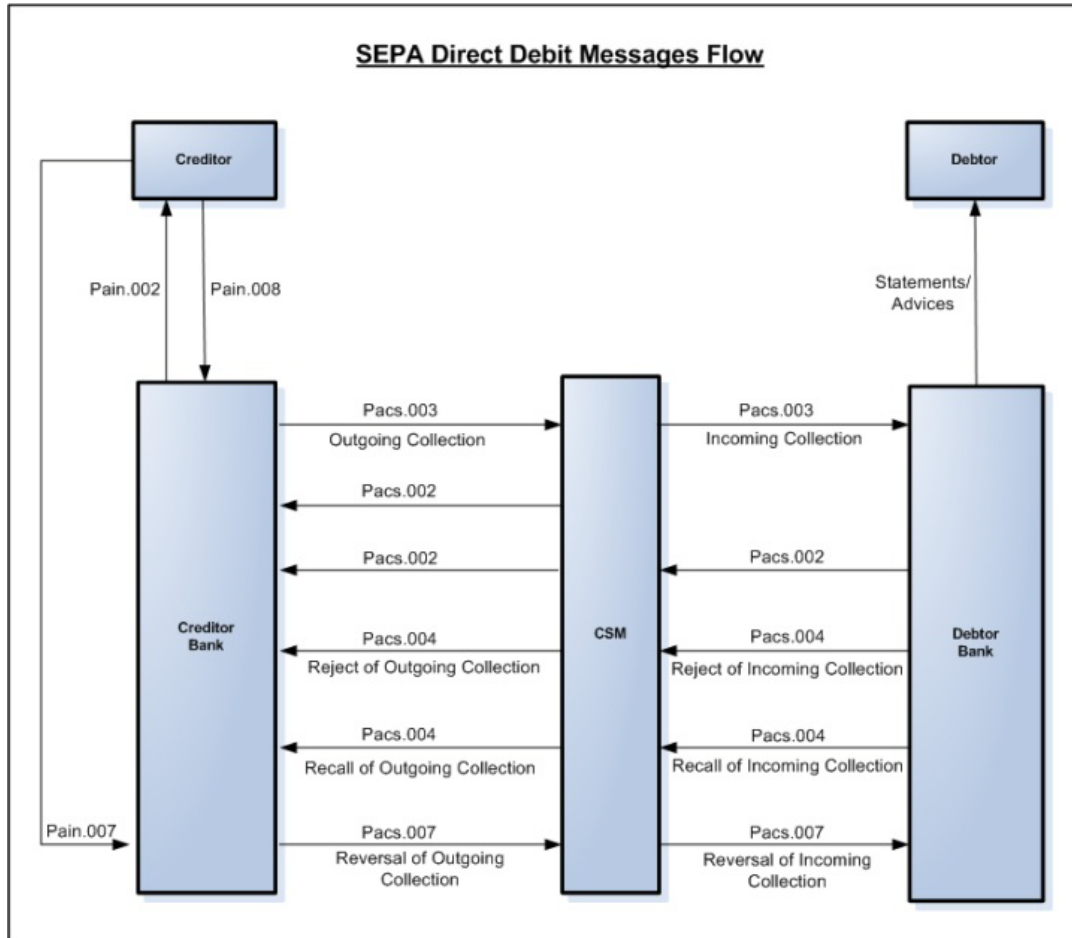 SEPA Direct Debit Messages Flow
Creditor
Debtor
Pain.002
Pain.008
Statements/
Advices
Pacs.003
Outgoing Collection
Pacs.003
Incoming Collection
Pacs.002
Pacs.002
Pacs.002
Creditor
Bank
CSM
Debtor
Bank
Pacs.004
Reject of Outgoing Collection
Pacs.004
Reject of Incoming Collection
Pacs.004
Recall of Outgoing Collection
Pacs.004
Recall of Incoming Collection
Pain.007
Pacs.007
Reversal of Outgoing
Collection
Pacs.007
Reversal of Incoming
Collection